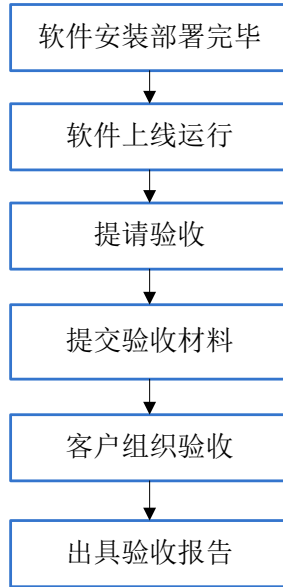 软件安装部署完毕
软件上线运行
提请验收
提交验收材料
客户组织验收
出具验收报告